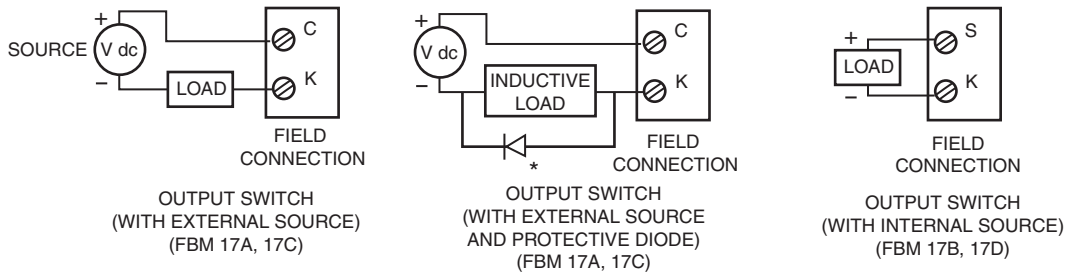 +
SOURCE
V dc
−
LOAD
C
K
FIELD
CONNECTION
OUTPUT SWITCH
(WITH EXTERNAL SOURCE)
(FBM 17A, 17C)
+
V dc
−
INDUCTIVE
LOAD
*
C
K
FIELD
CONNECTION
OUTPUT SWITCH
(WITH EXTERNAL SOURCE
AND PROTECTIVE DIODE)
(FBM 17A, 17C)
+
LOAD
−
S
K
FIELD
CONNECTION
OUTPUT SWITCH
(WITH INTERNAL SOURCE)
(FBM 17B, 17D)